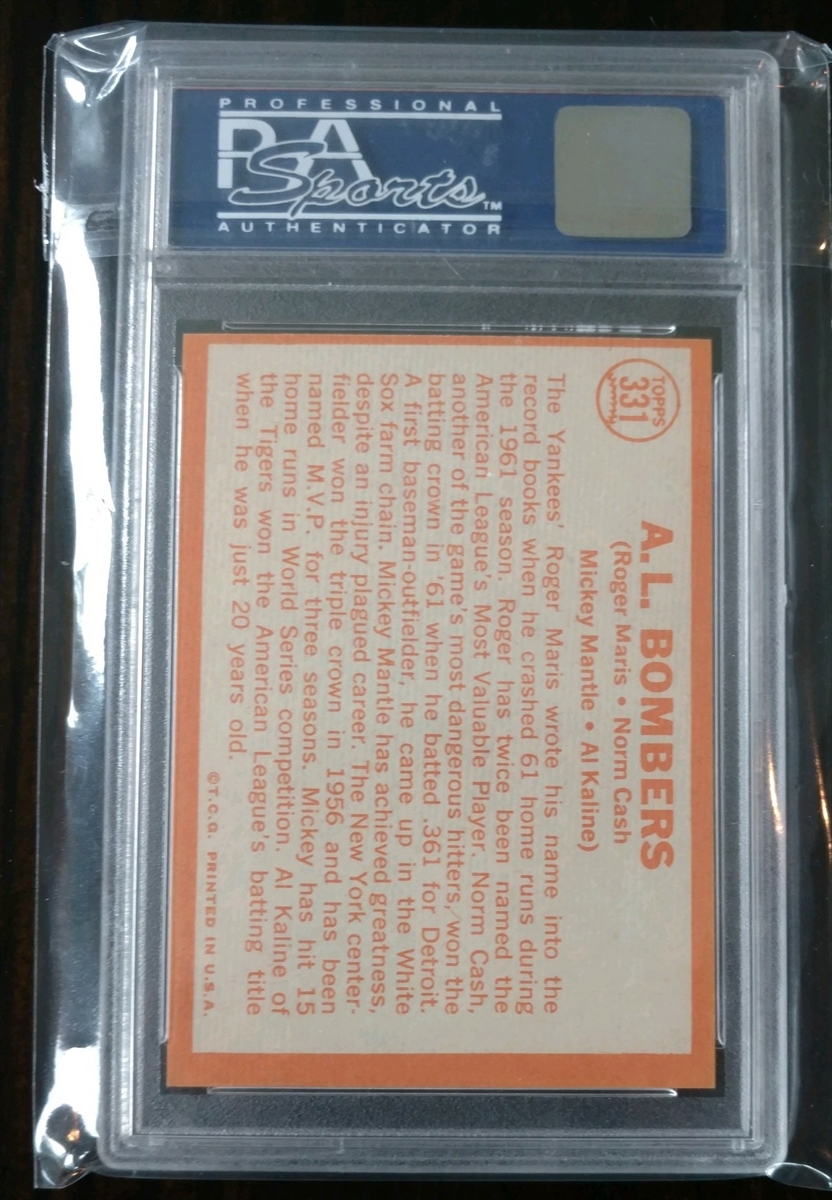 PROFESSIONAL
PSA
Sports™
AUTHENTICATOR
TOPPS
331
A.L. BOMBERS
(Roger Maris • Norm Cash
Mickey Mantle • Al Kaline)
The Yankees' Roger Maris wrote his name into the
record books when he crashed 61 home runs during
the 1961 season. Roger has twice been named the
American League's Most Valuable Player. Norm Cash,
another of the game's most dangerous hitters, won the
batting crown in '61 when he batted .361 for Detroit.
A first baseman-outfielder, he came up in the White
Sox farm chain. Mickey Mantle has achieved greatness,
despite an injury plagued career. The New York center-
fielder won the triple crown in 1956 and has been
named M.V.P. for three seasons. Mickey has hit 15
home runs in World Series competition. Al Kaline of
the Tigers won the American League's batting title
when he was just 20 years old.
©T.C.G. PRINTED IN U.S.A.